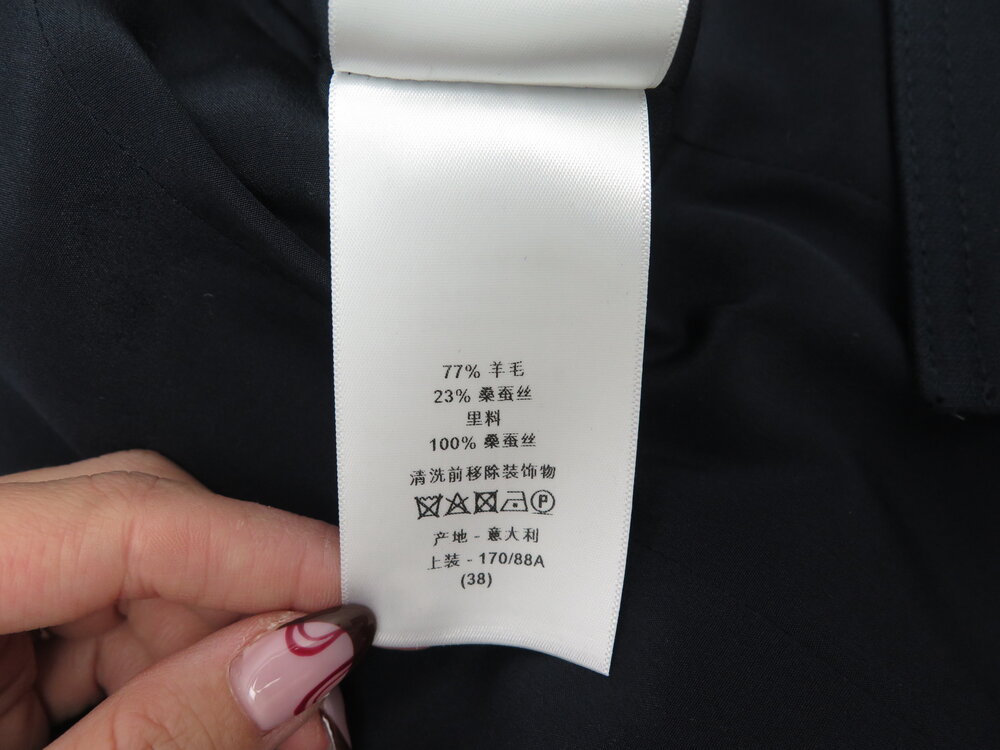 77% 羊毛
23% 桑蚕丝
里料
100% 桑蚕丝
清洗前移除装饰物
P
产地 - 意大利
上装 - 170/88A
(38)